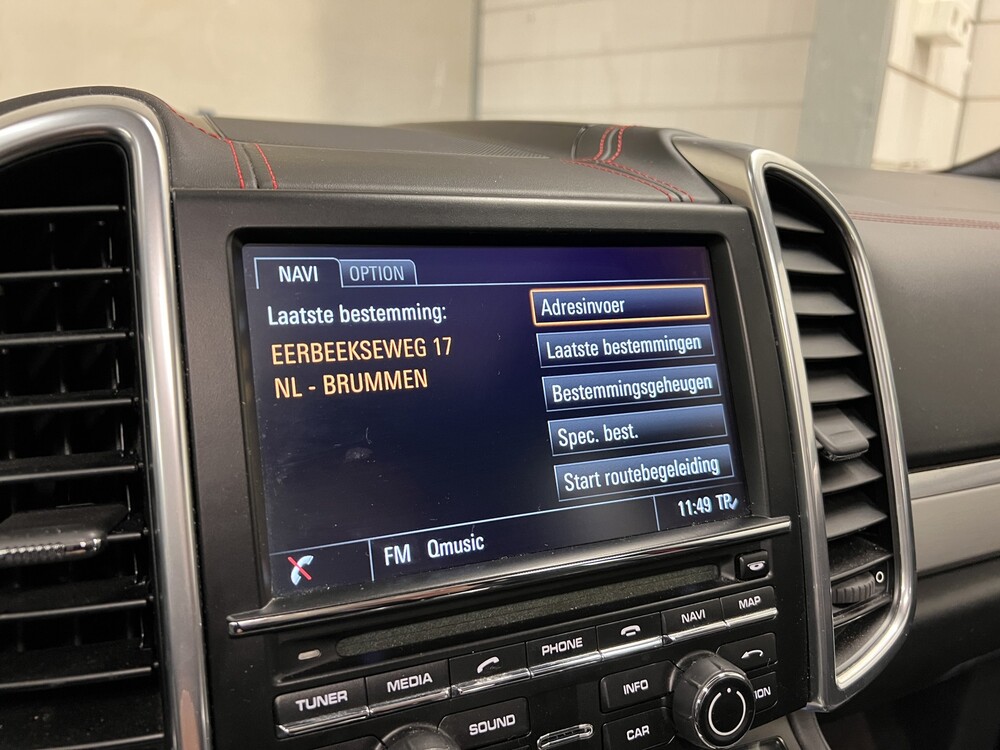 NAVI OPTION
Laatste bestemming:
EERBEEKSEWEG 17
NL - BRUMMEN
Adresinvoer
Laatste bestemmingen
Bestemmingsgeheugen
Spec. best.
Start routebegeleiding
FM Qmusic
11:49 TP
TUNER MEDIA PHONE NAVI MAP
SOUND INFO
CAR